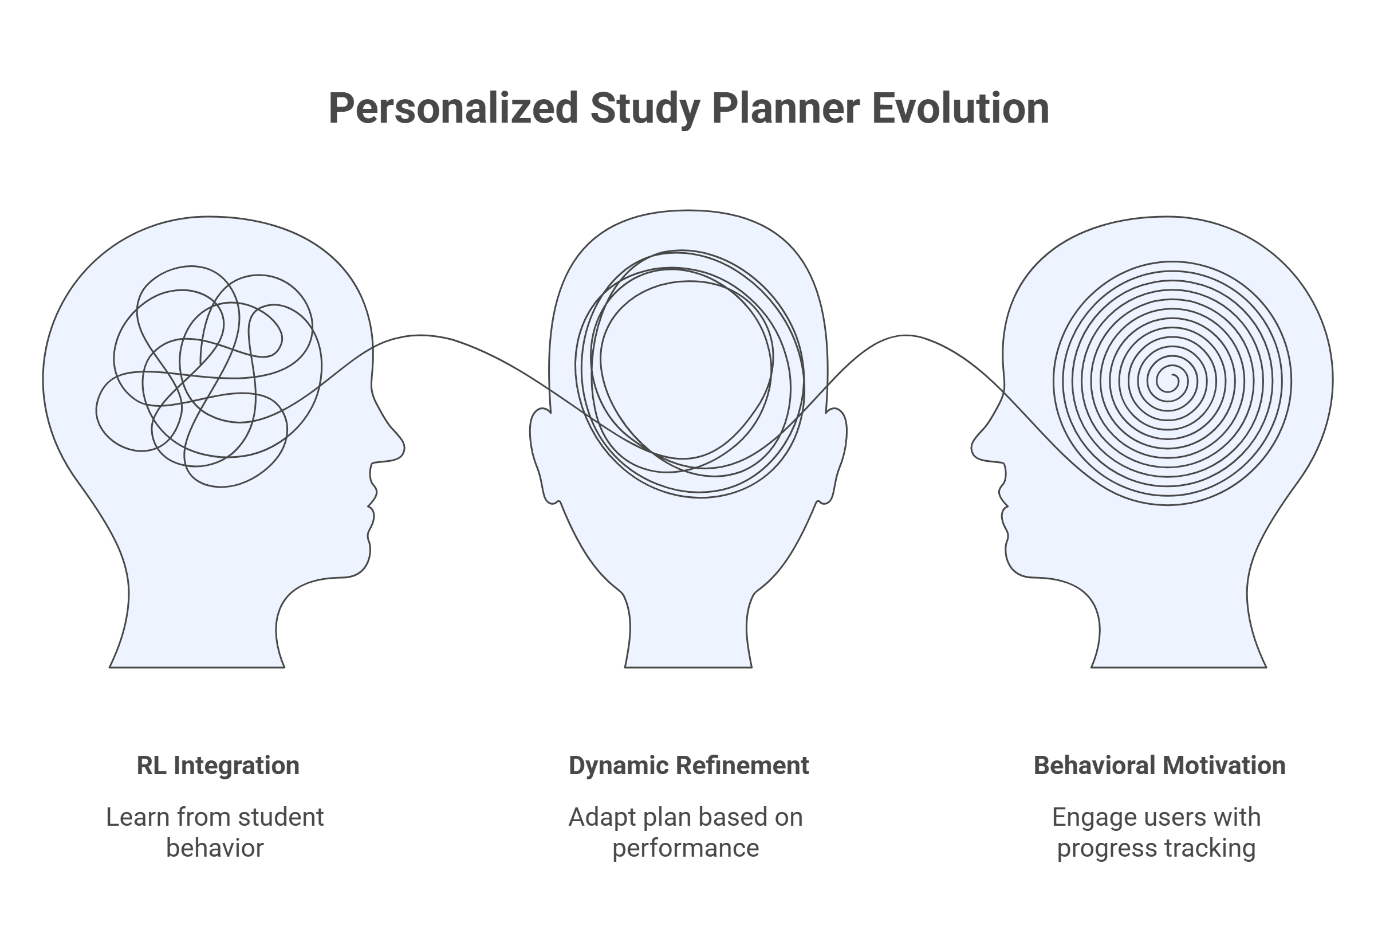 Personalized Study Planner Evolution
RL Integration
Learn from student
behavior
Dynamic Refinement
Adapt plan based on
performance
Behavioral Motivation
Engage users with
progress tracking